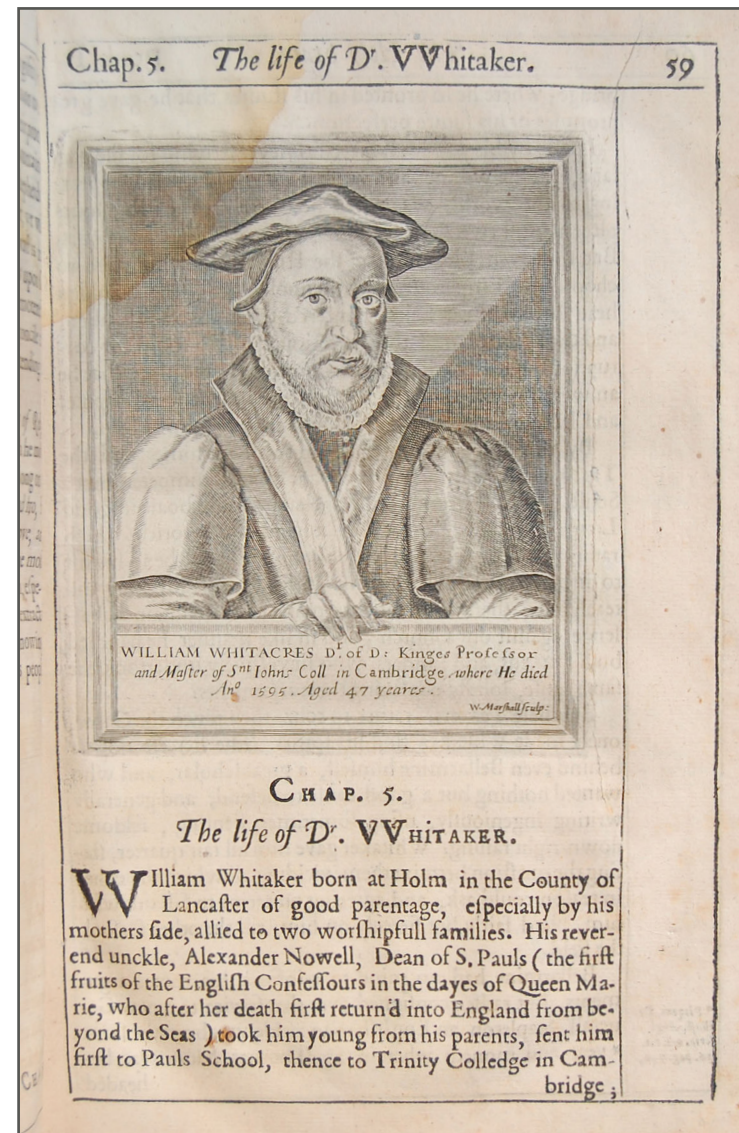 Chap. 5. The life of Dʳ. VVhitaker. 59
WILLIAM WHITACRES Dʳ. of D: Kinges Profeſſor
and Maſter of Sⁿᵗ Iohns Coll in Cambridge where He died
Anº 1595. Aged 47 yeares.
W. Marſhall ſculp:
CHAP. 5.
The life of Dʳ. VVHITAKER.
WIlliam Whitaker born at Holm in the County of
Lancaſter of good parentage, eſpecially by his
mothers ſide, allied to two worſhipfull families. His rever-
end unckle, Alexander Nowell, Dean of S. Pauls ( the firſt
fruits of the Engliſh Confeſſours in the dayes of Queen Ma-
rie, who after her death firſt return'd into England from be-
yond the Seas ) took him young from his parents, ſent him
firſt to Pauls School, thence to Trinity Colledge in Cam-
bridge ;